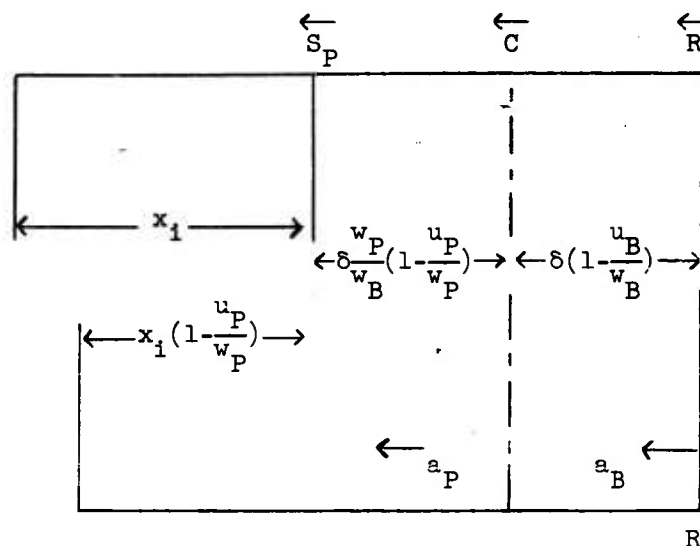 S_P C R
x_i
δ w_P/w_B (1-u_P/w_P) δ(1-u_B/w_B)
x_i(1-u_P/w_P)
a_P a_B
R